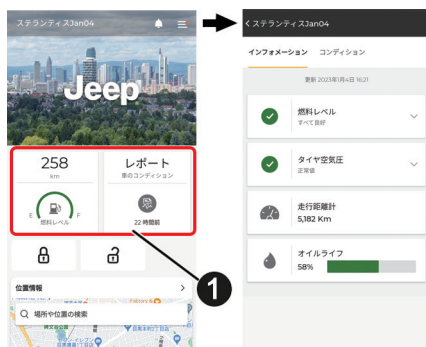 ステランティスJan04
Jeep
258
km
E
F
燃料レベル
レポート
車のコンディション
22 時間前
位置情報
場所や位置の検索
1
ステランティスJan04
インフォメーション
コンディション
更新 2023年1月4日 16:21
燃料レベル
すべて良好
タイヤ空気圧
正常値
走行距離計
5,182 Km
オイルライフ
58%